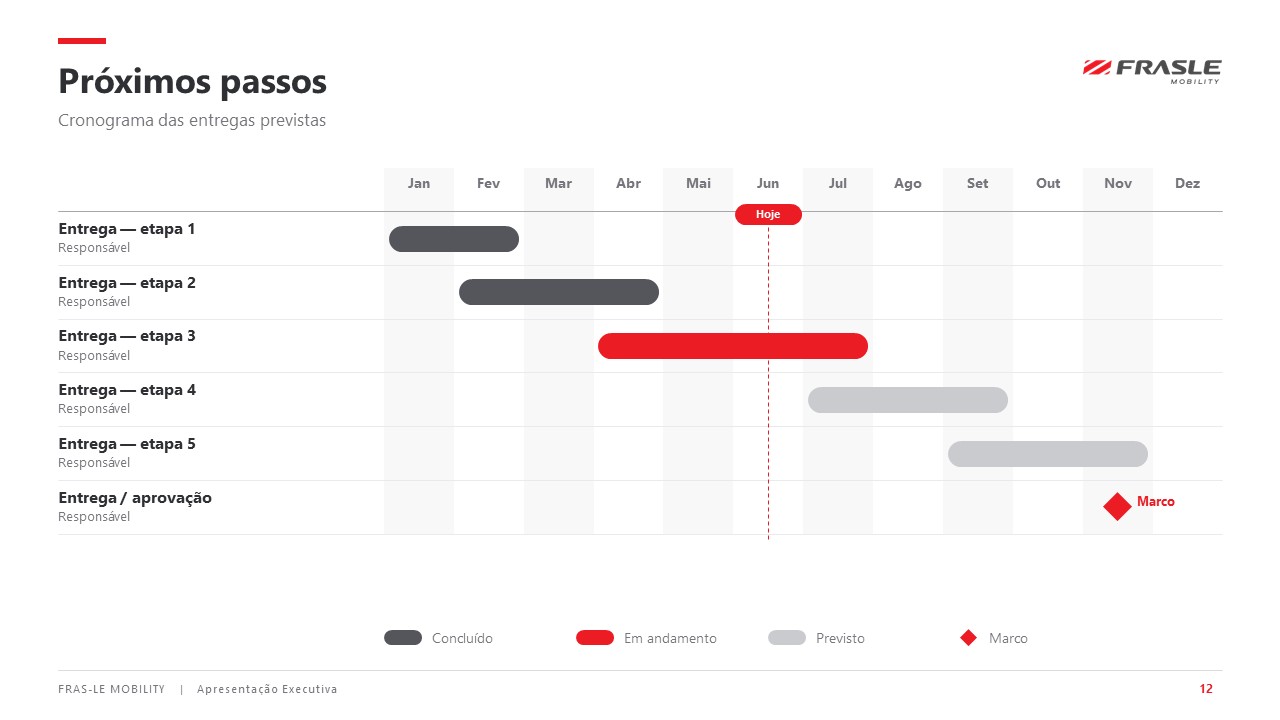 Próximos passos
FRASLE
MOBILITY
Cronograma das entregas previstas
Jan Fev Mar Abr Mai Jun Jul Ago Set Out Nov Dez
Hoje
Entrega — etapa 1
Responsável
Entrega — etapa 2
Responsável
Entrega — etapa 3
Responsável
Entrega — etapa 4
Responsável
Entrega — etapa 5
Responsável
Entrega / aprovação
Responsável
Marco
Concluído Em andamento Previsto Marco
FRAS-LE MOBILITY | Apresentação Executiva 12